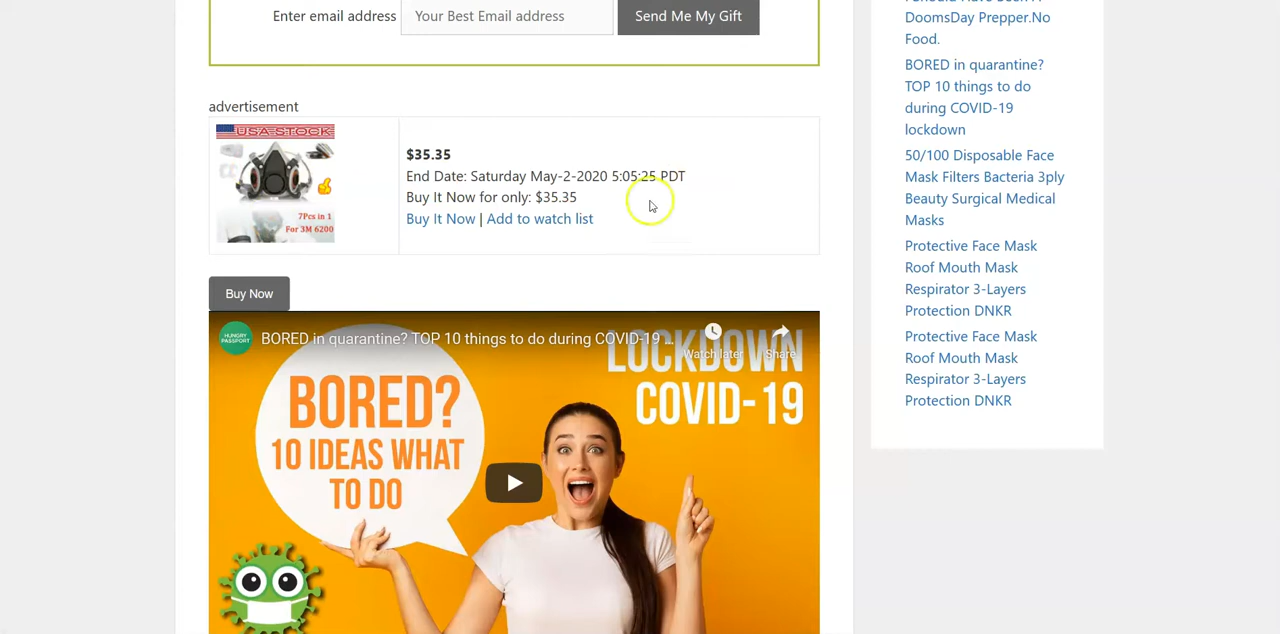 Enter email address
Your Best Email address
Send Me My Gift
advertisement
USA STOCK
7Pcs in 1
For 3M 6200
$35.35
End Date: Saturday May-2-2020 5:05:25 PDT
Buy It Now for only: $35.35
Buy It Now | Add to watch list
Buy Now
HUNGRY
PASSPORT
BORED in quarantine? TOP 10 things to do during COVID-19 ...
Watch later
Share
LOCKDOWN
COVID-19
BORED?
10 IDEAS WHAT
TO DO
DoomsDay Prepper.No
Food.
BORED in quarantine?
TOP 10 things to do
during COVID-19
lockdown
50/100 Disposable Face
Mask Filters Bacteria 3ply
Beauty Surgical Medical
Masks
Protective Face Mask
Roof Mouth Mask
Respirator 3-Layers
Protection DNKR
Protective Face Mask
Roof Mouth Mask
Respirator 3-Layers
Protection DNKR